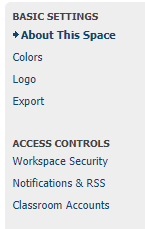 BASIC SETTINGS
About This Space
Colors
Logo
Export
ACCESS CONTROLS
Workspace Security
Notifications & RSS
Classroom Accounts